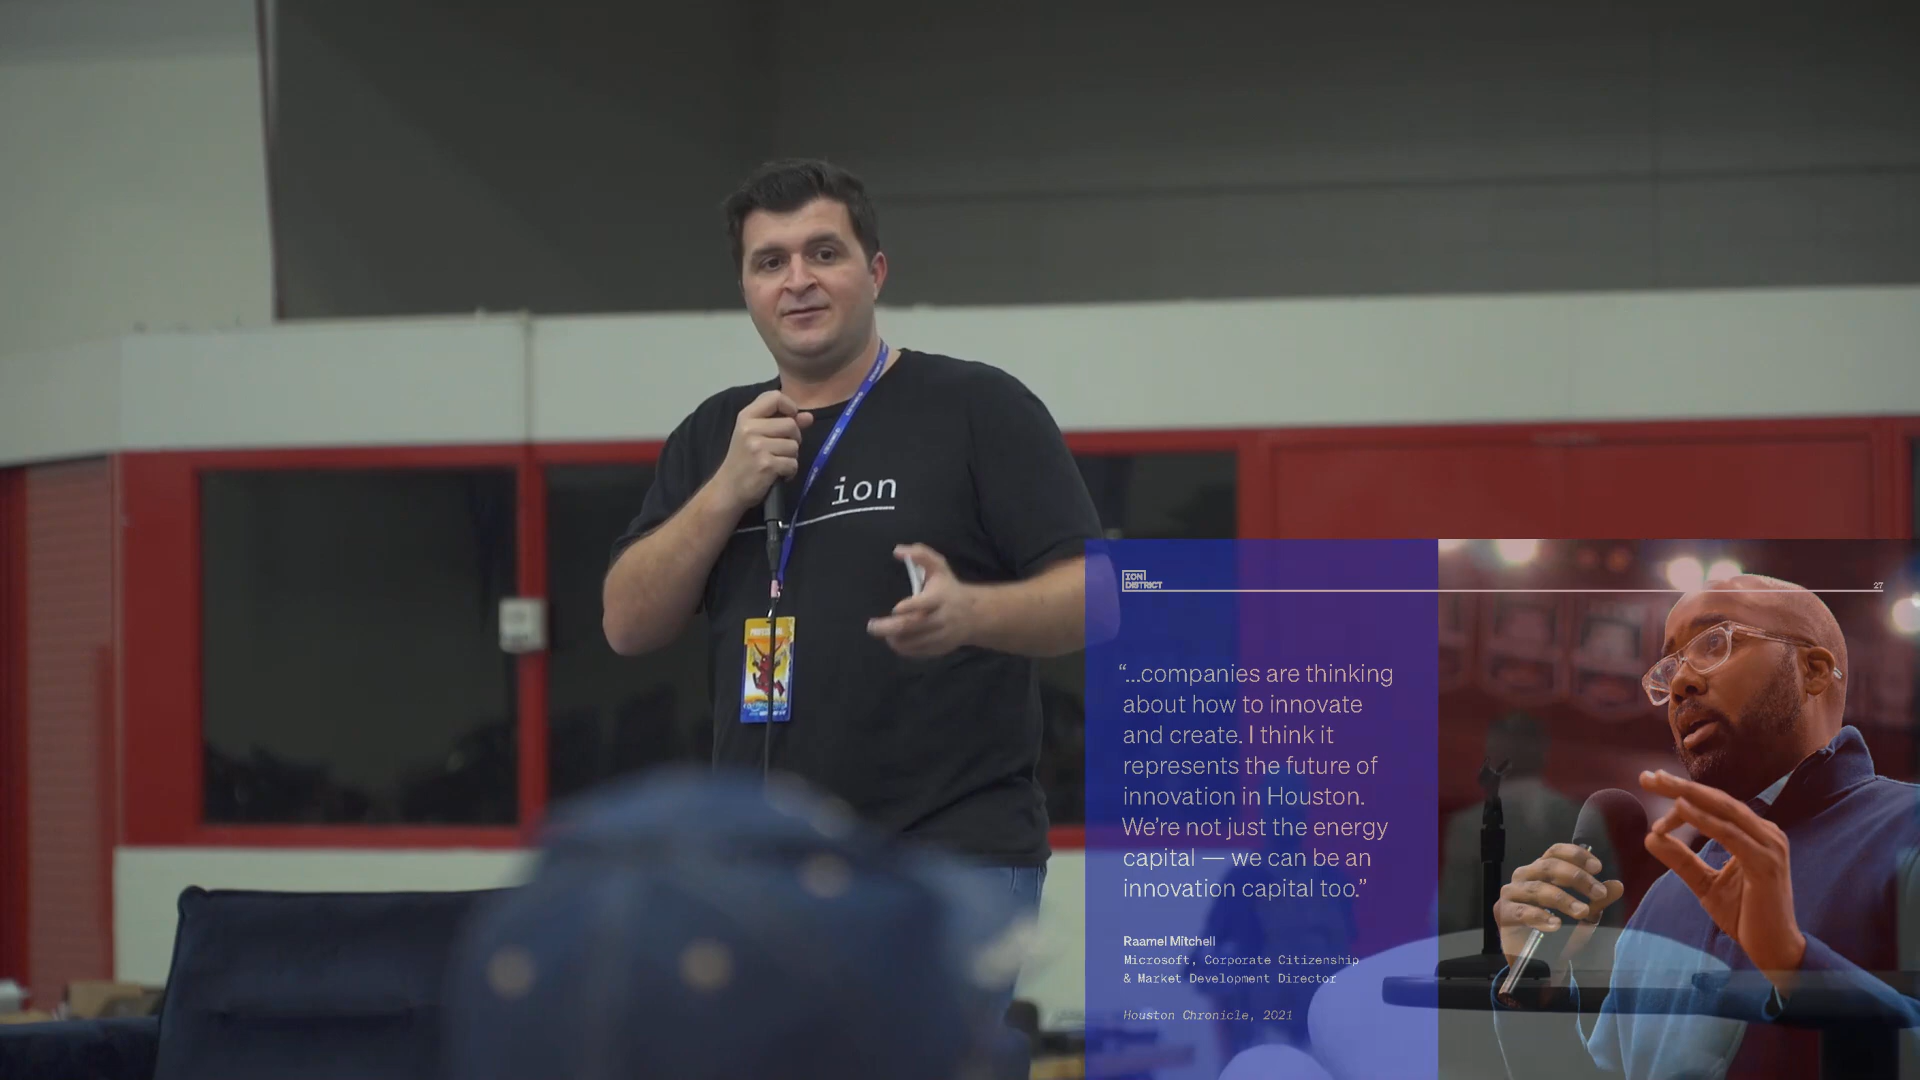 ion
PROFESSIONAL
ION
DISTRICT
27
“...companies are thinking
about how to innovate
and create. I think it
represents the future of
innovation in Houston.
We’re not just the energy
capital — we can be an
innovation capital too.”
Raamel Mitchell
Microsoft, Corporate Citizenship
& Market Development Director
Houston Chronicle, 2021